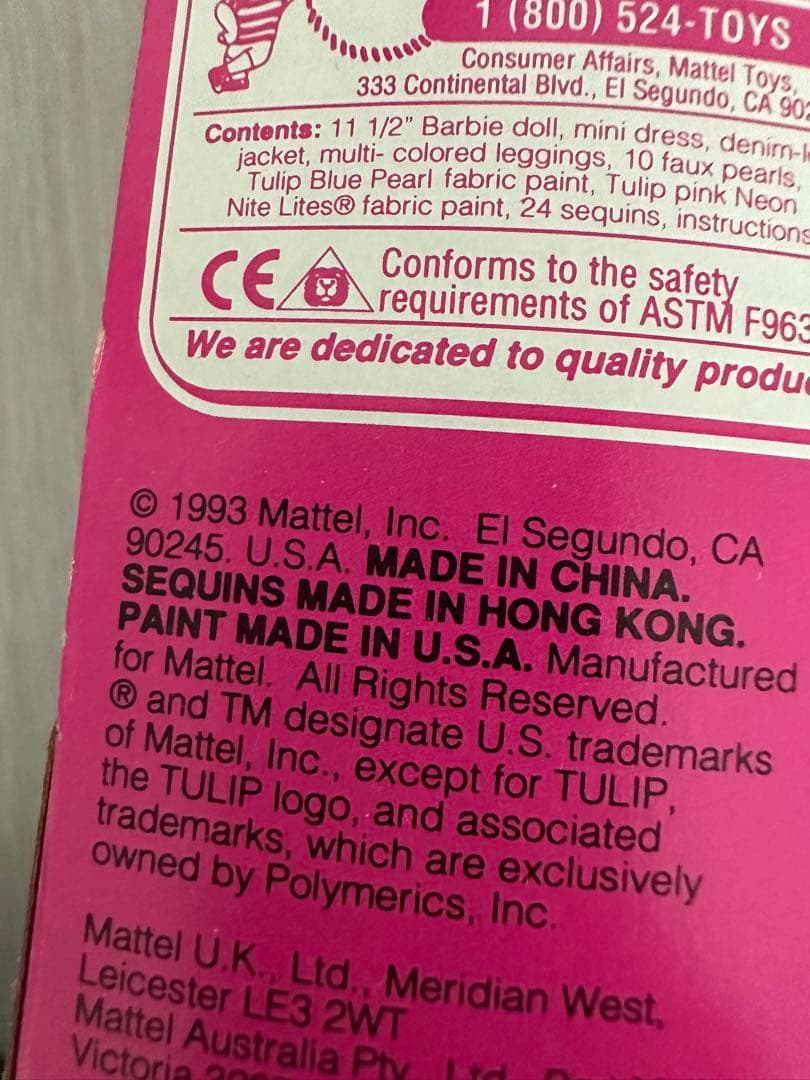 1 (800) 524-TOYS
Consumer Affairs, Mattel Toys,
333 Continental Blvd., El Segundo, CA
Contents: 11 1/2" Barbie doll, mini dress,
jacket, multi- colored leggings, 10 faux pearls,
Tulip Blue Pearl fabric paint, Tulip pink Neon
Nite Lites® fabric paint, 24 sequins, instructions
CE
Conforms to the safety
requirements of ASTM F963
We are dedicated to quality
© 1993 Mattel, Inc. El Segundo, CA
90245. U.S.A. MADE IN CHINA.
SEQUINS MADE IN HONG KONG.
PAINT MADE IN U.S.A. Manufactured
for Mattel. All Rights Reserved.
® and TM designate U.S. trademarks
of Mattel, Inc., except for TULIP,
the TULIP logo, and associated
trademarks, which are exclusively
owned by Polymerics, Inc.
Mattel U.K., Ltd., Meridian West,
Leicester LE3 2WT
Mattel Australia Pty. Ltd.
Victoria